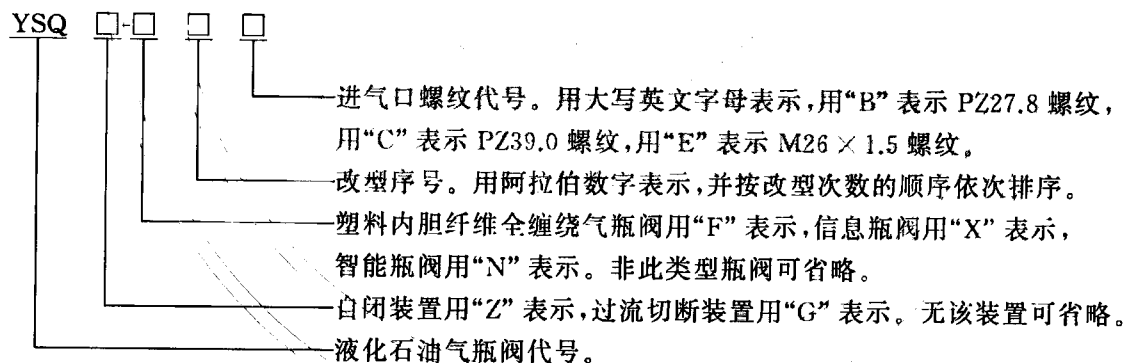 YSQ □-□ □ □
进气口螺纹代号。用大写英文字母表示,用“B”表示 PZ27.8 螺纹,
用“C”表示 PZ39.0 螺纹,用“E”表示 M26×1.5 螺纹。
改型序号。用阿拉伯数字表示,并按改型次数的顺序依次排序。
塑料内胆纤维全缠绕气瓶阀用“F”表示,信息瓶阀用“X”表示,
智能瓶阀用“N”表示。非此类型瓶阀可省略。
自闭装置用“Z”表示,过流切断装置用“G”表示。无该装置可省略。
液化石油气瓶阀代号。